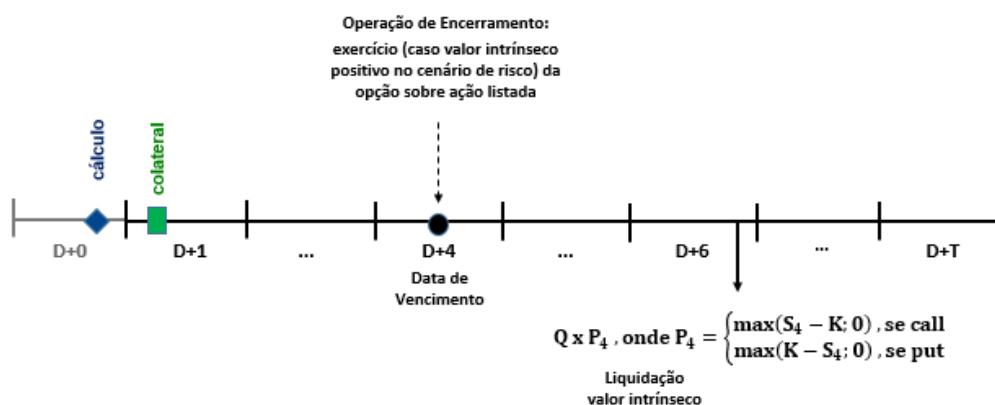 Operação de Encerramento:
exercício (caso valor intrínseco
positivo no cenário de risco) da
opção sobre ação listada
cálculo
colateral
D+0
D+1
...
D+4
...
D+6
...
D+T
Data de
Vencimento
Q x P₄ , onde P₄ = { max(S₄ − K; 0) , se call
max(K − S₄; 0) , se put
Liquidação
valor intrínseco